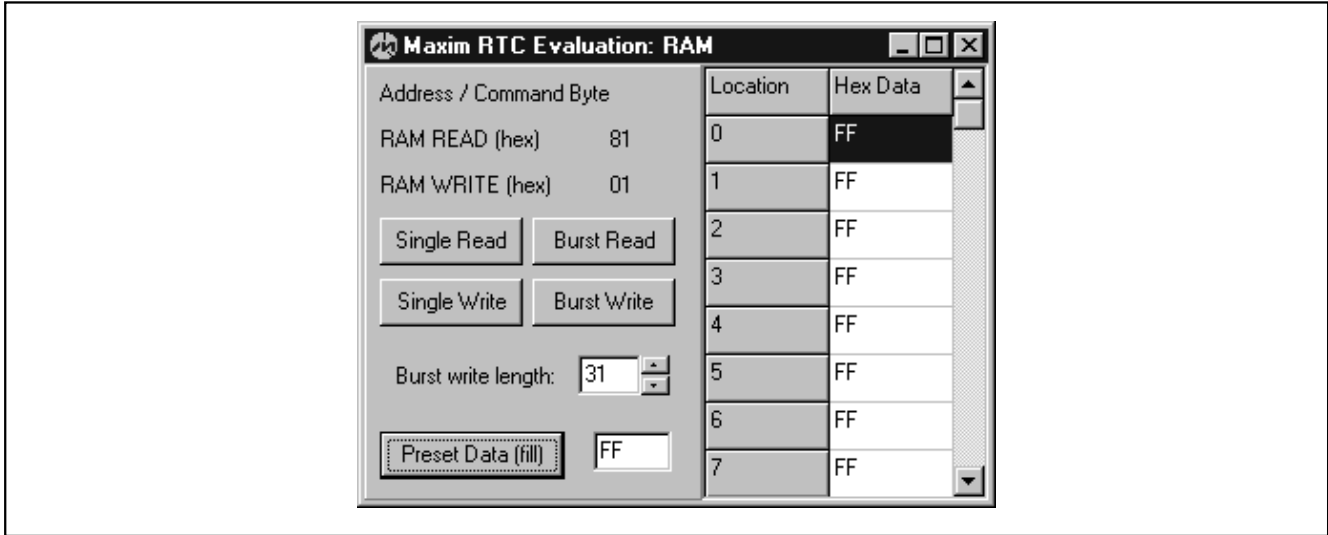 Maxim RTC Evaluation: RAM
Address / Command Byte
RAM READ (hex) 81
RAM WRITE (hex) 01
Single Read Burst Read
Single Write Burst Write
Burst write length: 31
Preset Data (fill) FF
Location Hex Data
0 FF
1 FF
2 FF
3 FF
4 FF
5 FF
6 FF
7 FF